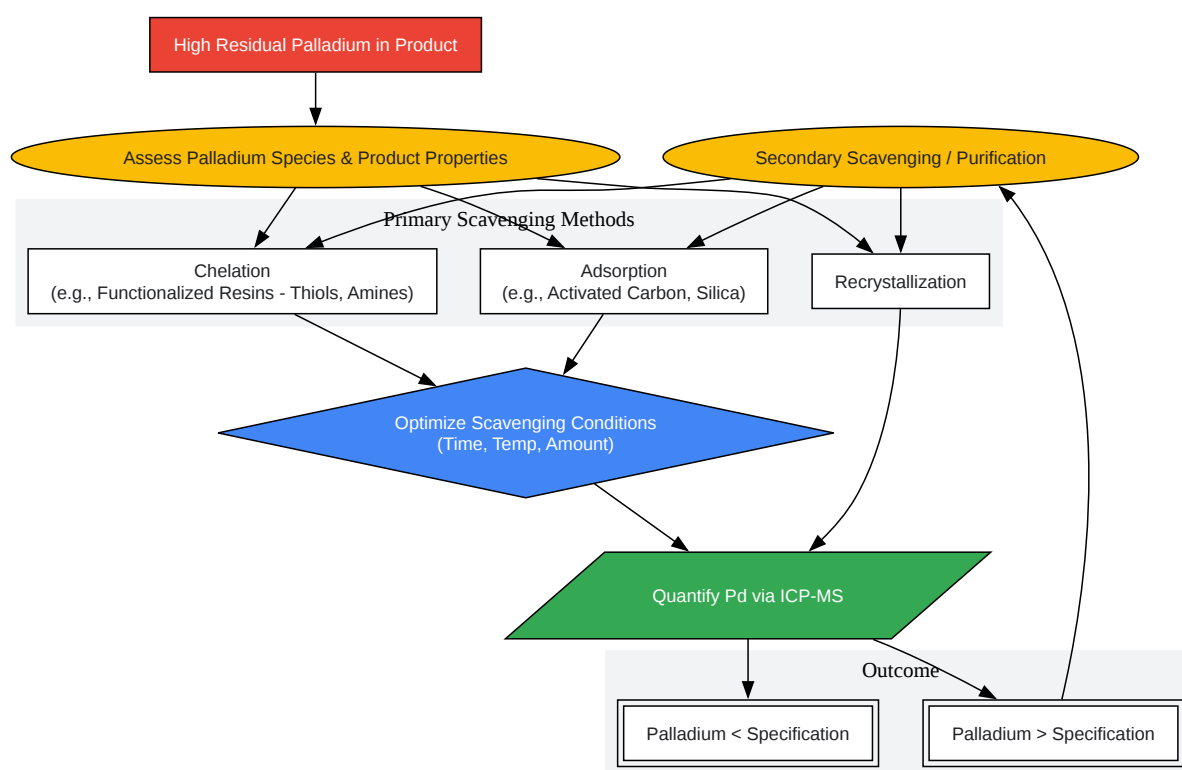 High Residual Palladium in Product
Assess Palladium Species & Product Properties
Secondary Scavenging / Purification
Primary Scavenging Methods
Chelation
(e.g., Functionalized Resins - Thiols, Amines)
Adsorption
(e.g., Activated Carbon, Silica)
Recrystallization
Optimize Scavenging Conditions
(Time, Temp, Amount)
Quantify Pd via ICP-MS
Outcome
Palladium < Specification
Palladium > Specification